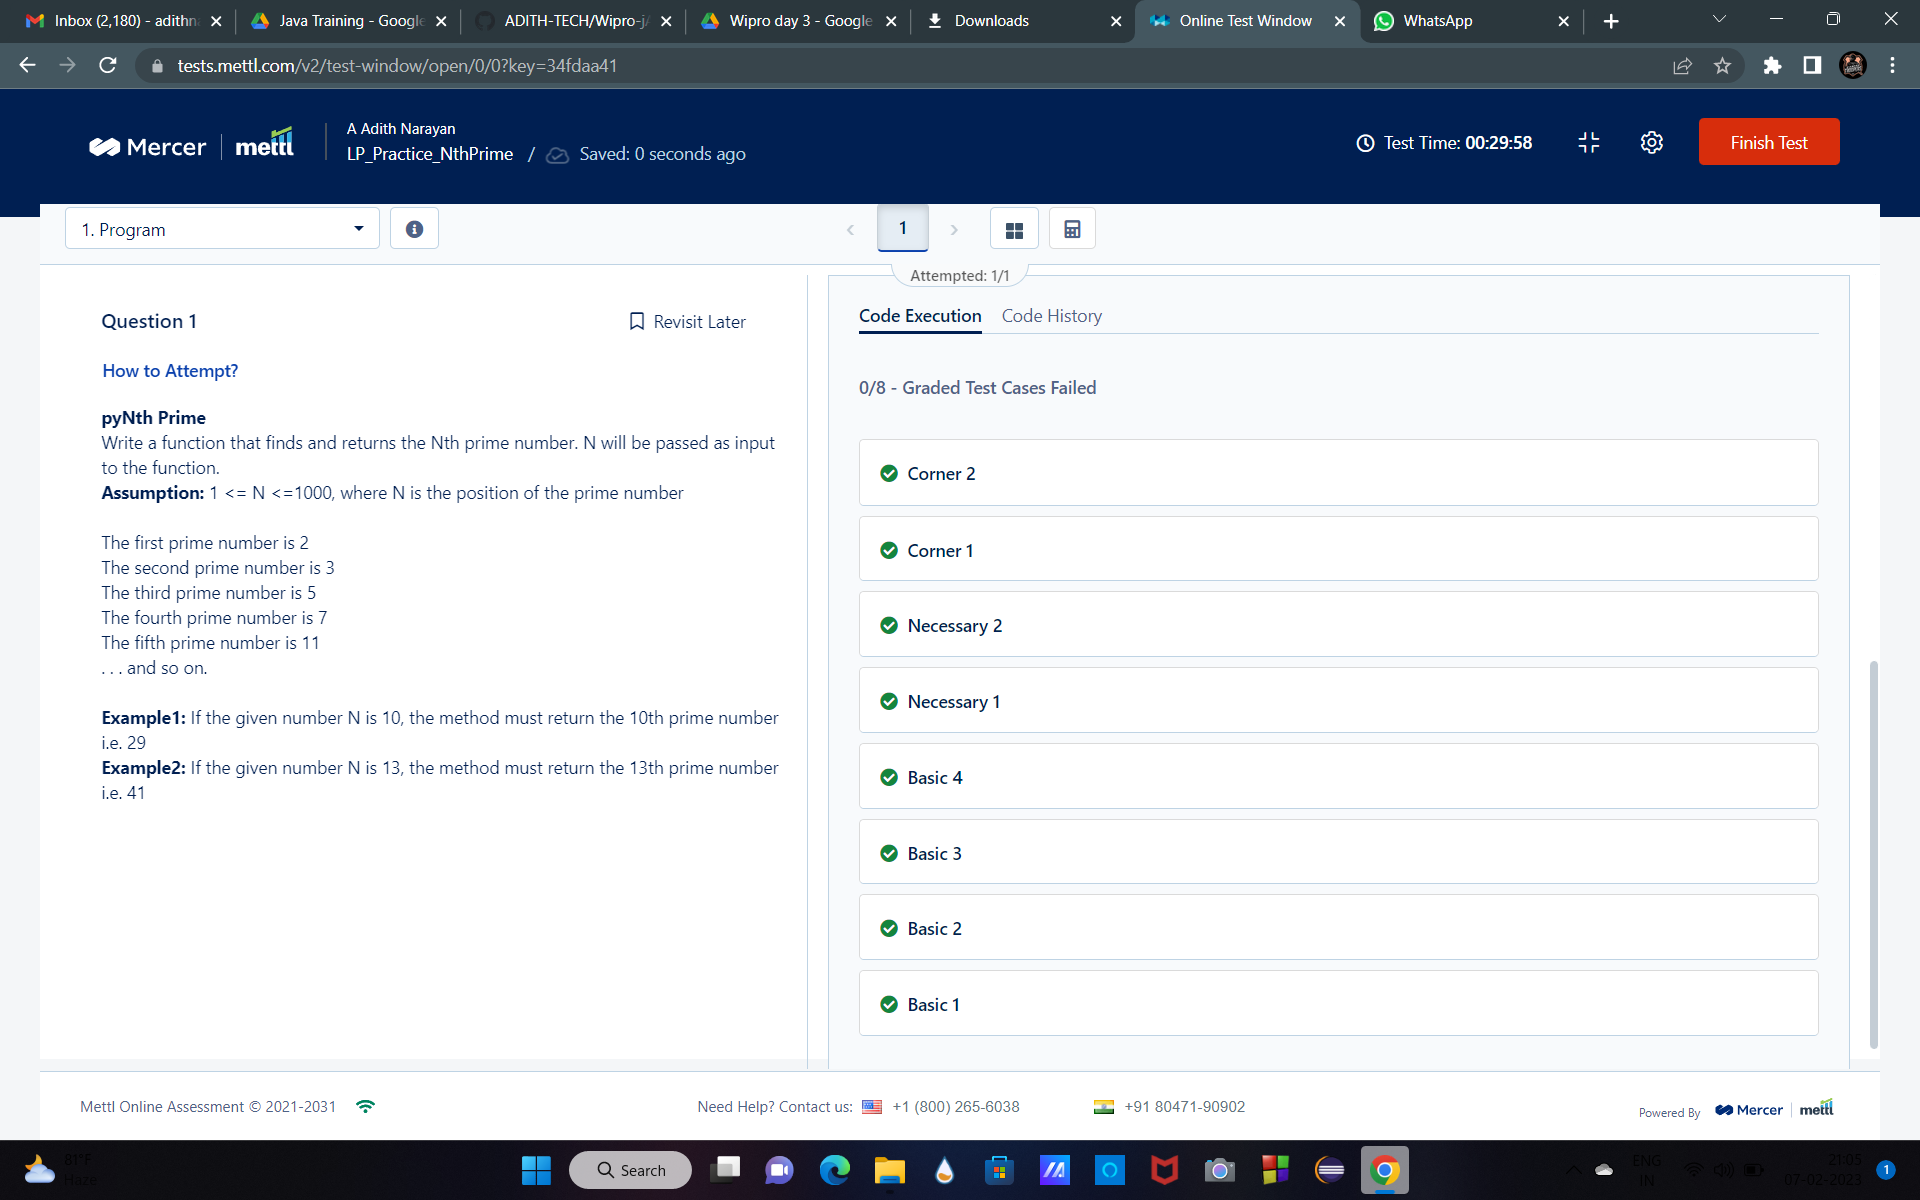 Inbox (2,180) - adithn
Java Training - Google
ADITH-TECH/Wipro-jA
Wipro day 3 - Google
Downloads
Online Test Window
WhatsApp
tests.mettl.com/v2/test-window/open/0/0?key=34fdaa41
Mercer | mettl
A Adith Narayan
LP_Practice_NthPrime / Saved: 0 seconds ago
Test Time: 00:29:58
Finish Test
1. Program
1
Attempted: 1/1
Question 1
Revisit Later
How to Attempt?
pyNth Prime
Write a function that finds and returns the Nth prime number. N will be passed as input
to the function.
Assumption: 1 <= N <=1000, where N is the position of the prime number
The first prime number is 2
The second prime number is 3
The third prime number is 5
The fourth prime number is 7
The fifth prime number is 11
. . . and so on.
Example1: If the given number N is 10, the method must return the 10th prime number
i.e. 29
Example2: If the given number N is 13, the method must return the 13th prime number
i.e. 41
Code Execution
Code History
0/8 - Graded Test Cases Failed
Corner 2
Corner 1
Necessary 2
Necessary 1
Basic 4
Basic 3
Basic 2
Basic 1
Mettl Online Assessment © 2021-2031
Need Help? Contact us: +1 (800) 265-6038
+91 80471-90902
Powered By Mercer | mettl
81°F
Haze
Search
ENG
IN
21:05
07-02-2023
1